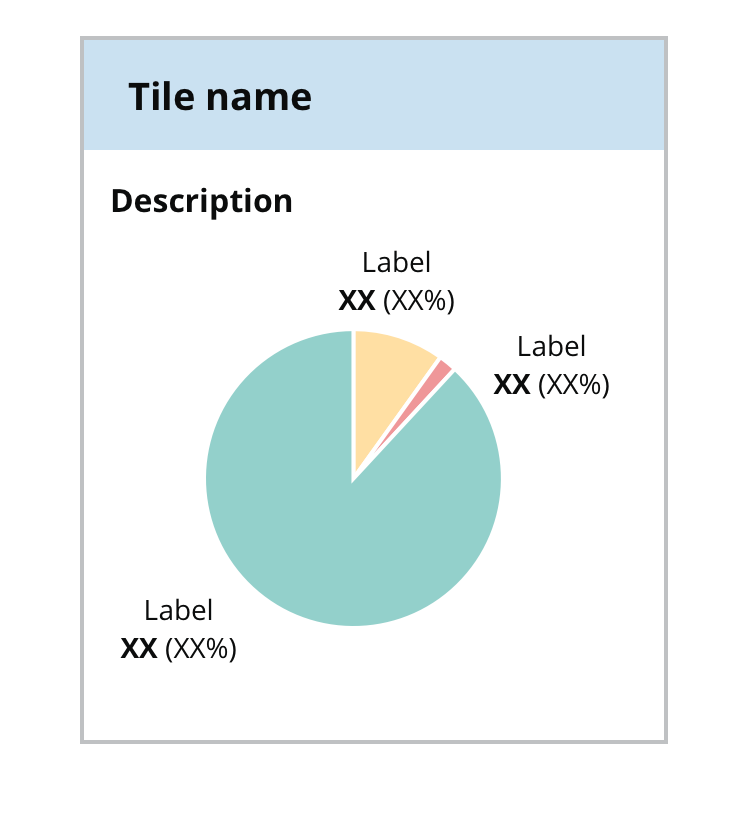 Tile name
Description
Label
XX (XX%)
Label
XX (XX%)
Label
XX (XX%)